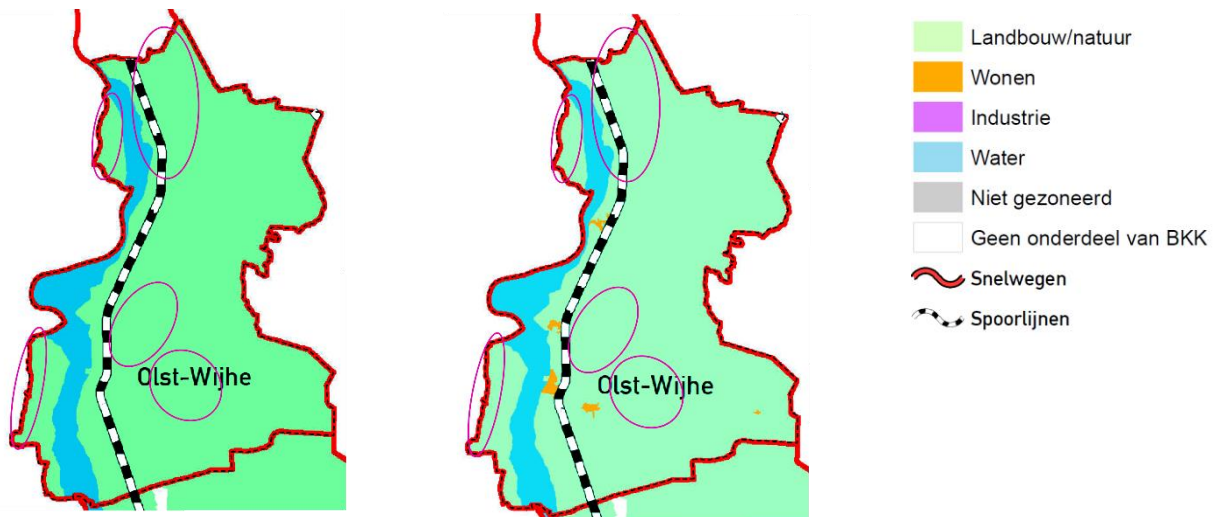 Olst-Wijhe
Olst-Wijhe
Landbouw/natuur
Wonen
Industrie
Water
Niet gezoneerd
Geen onderdeel van BKK
Snelwegen
Spoorlijnen